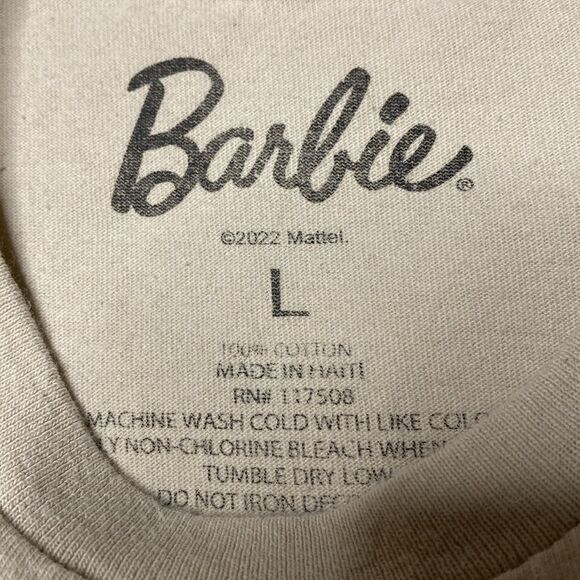 Barbie®
©2022 Mattel.
L
100% COTTON
MADE IN HAITI
RN# 117508
MACHINE WASH COLD WITH LIKE
NON-CHLORINE BLEACH WHEN
TUMBLE DRY LOW
DO NOT IRON